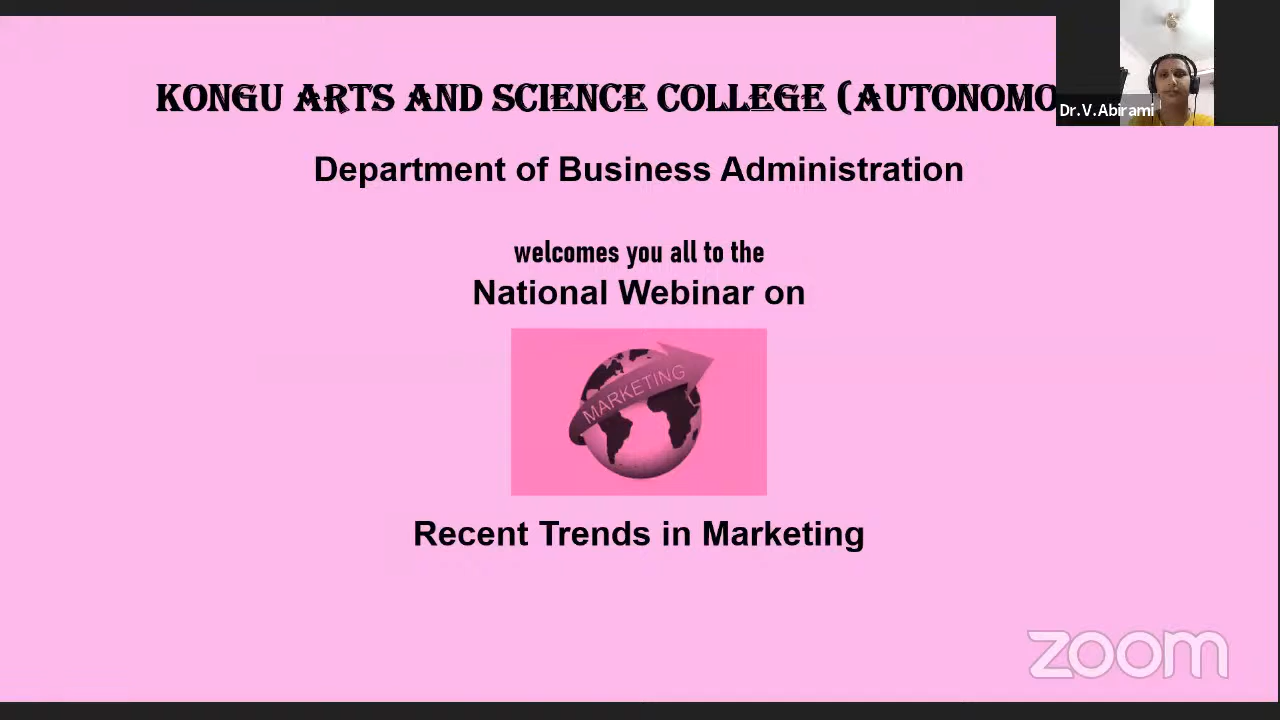 KONGU ARTS AND SCIENCE COLLEGE (AUTONOMO
Dr.V.Abirami
Department of Business Administration
welcomes you all to the
National Webinar on
MARKETING
Recent Trends in Marketing
zoom